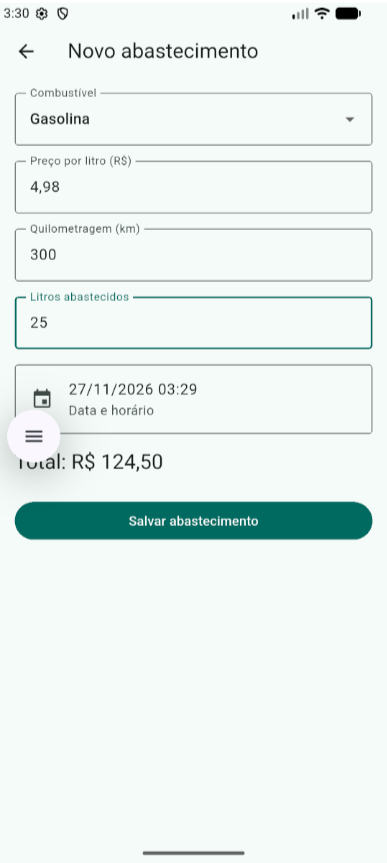 3:30
Novo abastecimento
Combustível
Gasolina
Preço por litro (R$)
4,98
Quilometragem (km)
300
Litros abastecidos
25
27/11/2026 03:29
Data e horário
Total: R$ 124,50
Salvar abastecimento